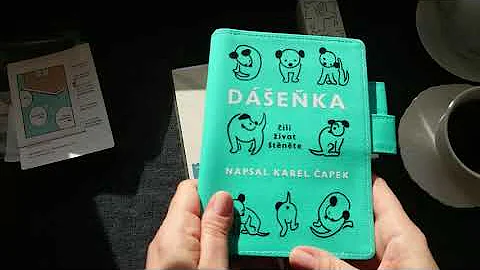 DÁŠEŇKA
čili
život
štěněte
NAPSAL KAREL ČAPEK